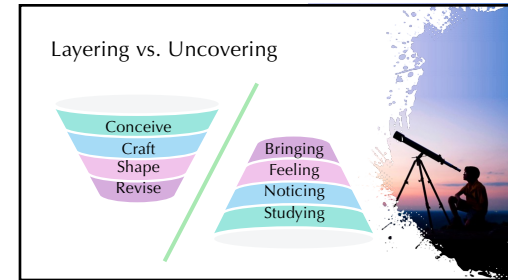 Layering vs. Uncovering
Conceive
Craft
Shape
Revise
Bringing
Feeling
Noticing
Studying